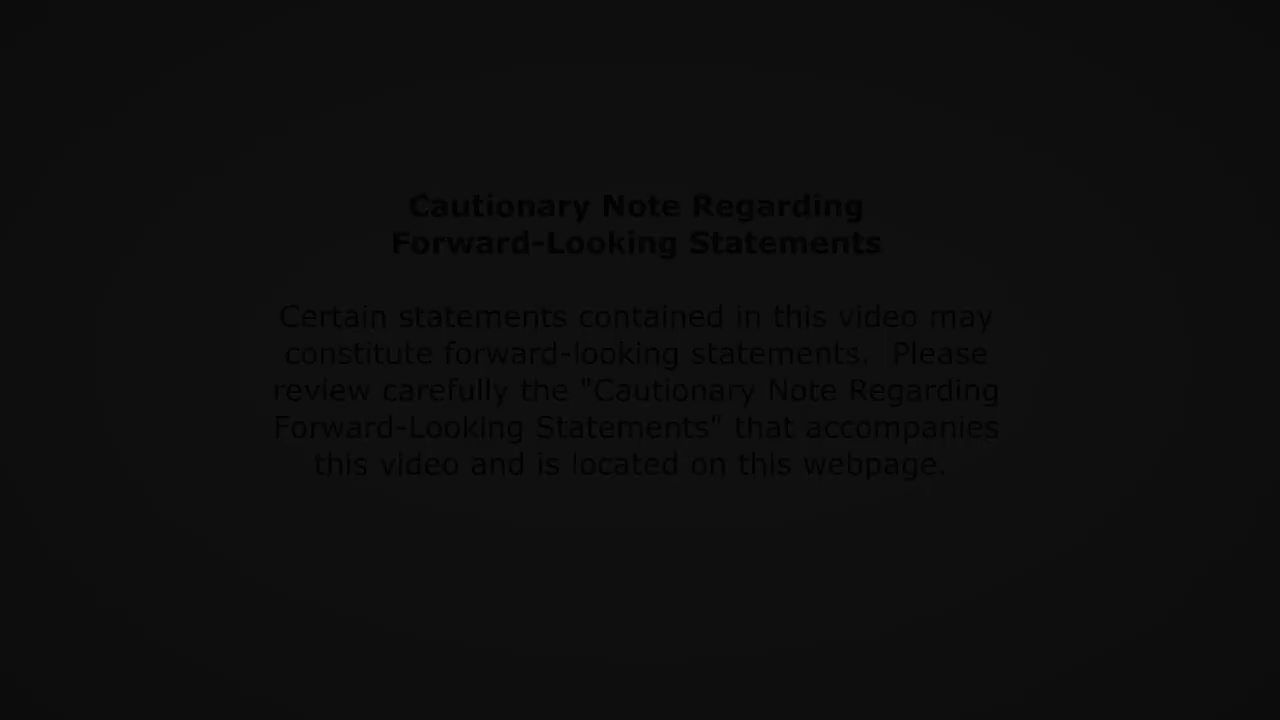 Cautionary Note Regarding
Forward-Looking Statements
Certain statements contained in this video may
constitute forward-looking statements.  Please
review carefully the "Cautionary Note Regarding
Forward-Looking Statements" that accompanies
this video and is located on this webpage.